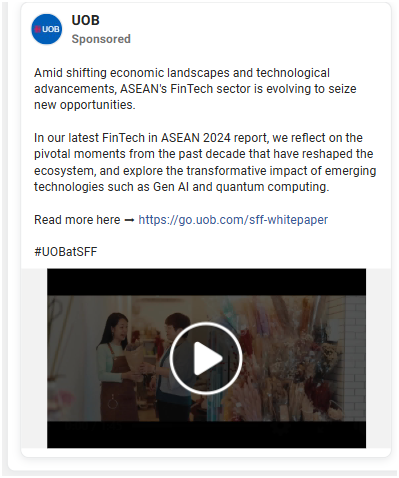 UOB
UOB
Sponsored
Amid shifting economic landscapes and technological
advancements, ASEAN's FinTech sector is evolving to seize
new opportunities.
In our latest FinTech in ASEAN 2024 report, we reflect on the
pivotal moments from the past decade that have reshaped the
ecosystem, and explore the transformative impact of emerging
technologies such as Gen AI and quantum computing.
Read more here ➞ https://go.uob.com/sff-whitepaper
#UOBatSFF